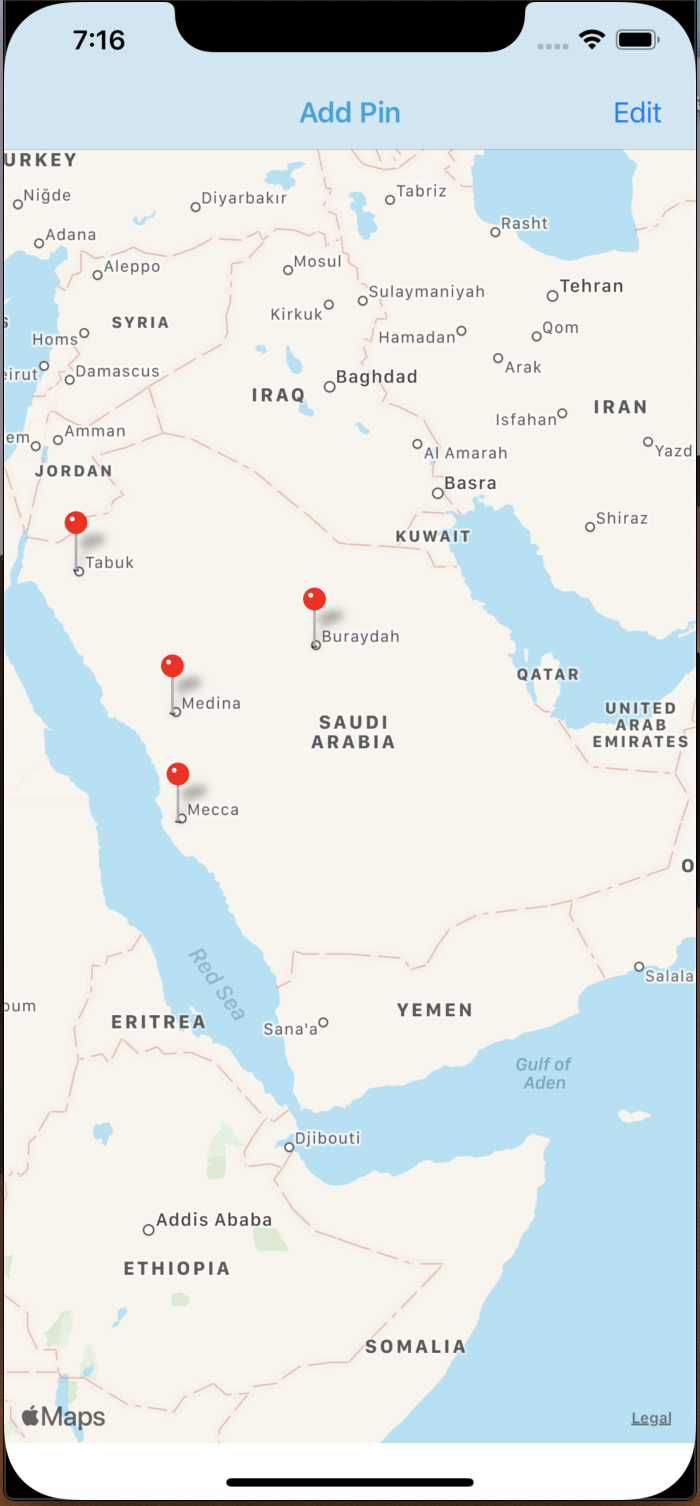 7:16
Add Pin
Edit
URKEY
Niğde
Diyarbakır
Tabriz
Adana
Rasht
Aleppo
Mosul
Sulaymaniyah
Tehran
Kirkuk
SYRIA
Homs
Hamadan
Qom
eirut
Damascus
Baghdad
Arak
IRAQ
IRAN
Isfahan
em
Amman
Al Amarah
Yazd
JORDAN
Basra
Shiraz
KUWAIT
Tabuk
Buraydah
QATAR
Medina
SAUDI
ARABIA
UNITED
ARAB
EMIRATES
Mecca
O
Red Sea
Salala
oum
ERITREA
YEMEN
Sana'a
Gulf of
Aden
Djibouti
Addis Ababa
ETHIOPIA
SOMALIA
Maps
Legal